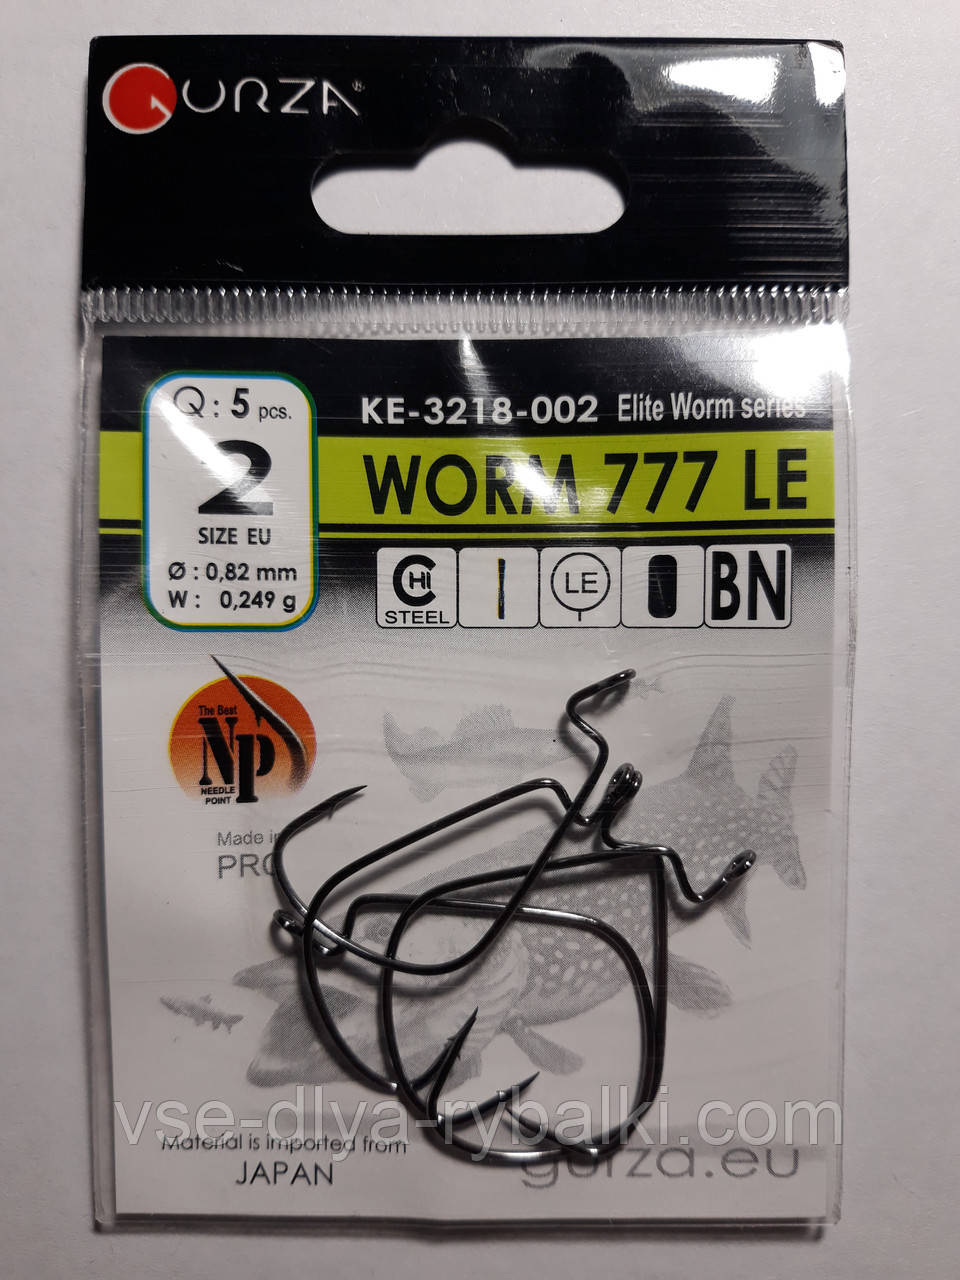 GURZA®
Q: 5 pcs.
2
SIZE EU
Ø : 0,82 mm
W : 0,249 g
KE-3218-002 Elite Worm series
WORM 777 LE
C HI
STEEL
LE
BN
The Best
NP
NEEDLE
POINT
Made in
vse-dlya-rybalki.com
Material is imported from
JAPAN
gurza.eu